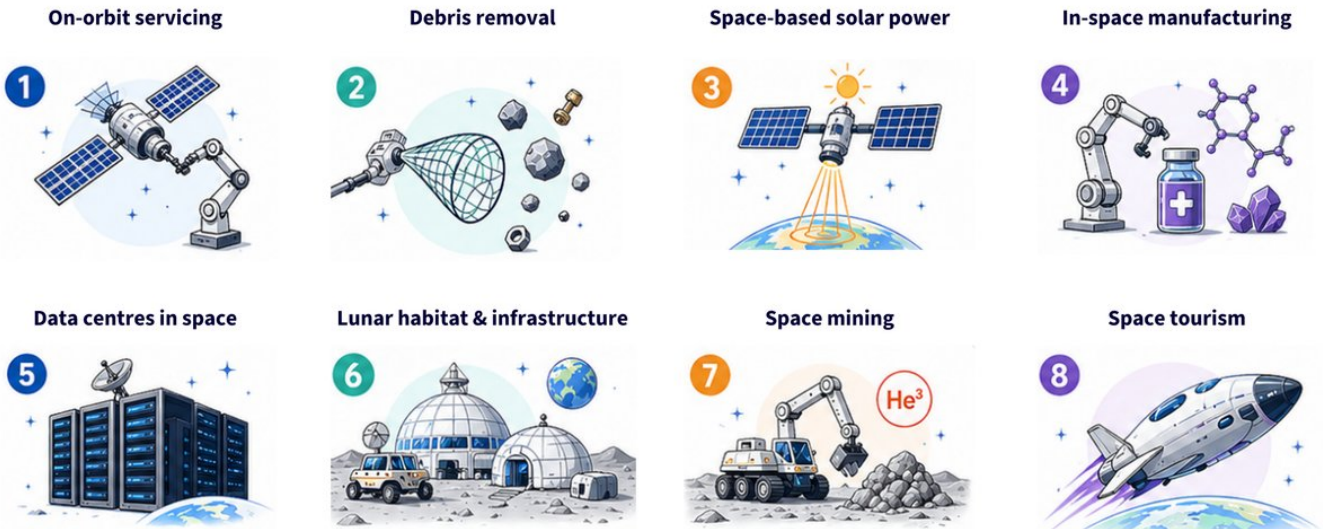 On-orbit servicing
Debris removal
Space-based solar power
In-space manufacturing
1
2
3
4
Data centres in space
Lunar habitat & infrastructure
Space mining
Space tourism
5
6
7
He³
8